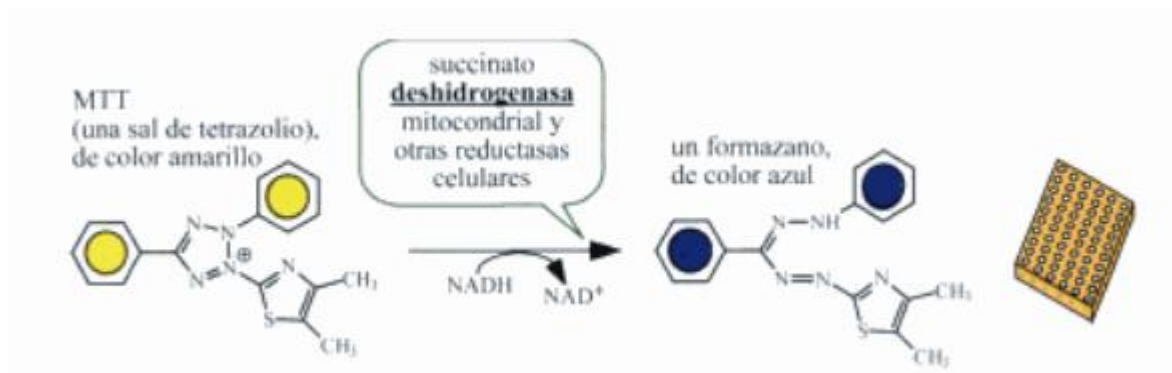 MTT
(una sal de tetrazolio),
de color amarillo
succinato
deshidrogenasa
mitocondrial y
otras reductasas
celulares
un formazano,
de color azul
N
N
⊕
N
N
N
S
CH₃
CH₃
NADH
NAD⁺
N
NH
N
N
N
S
CH₃
CH₃